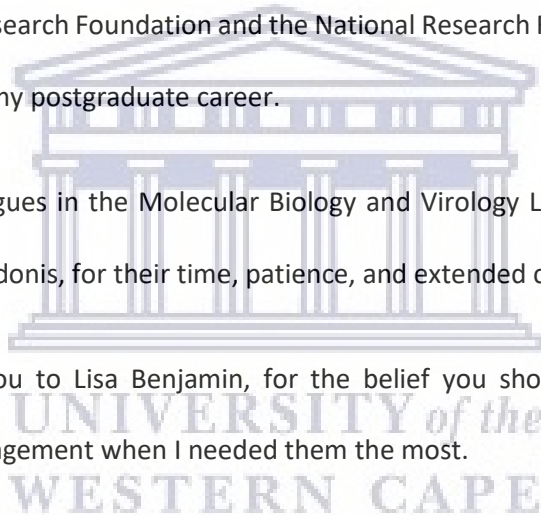 search Foundation and the National Research
my postgraduate career.
gues in the Molecular Biology and Virology L
donis, for their time, patience, and extended
ou to Lisa Benjamin, for the belief you sho
UNIVERSITY of the
gement when I needed them the most.
WESTERN CAPE